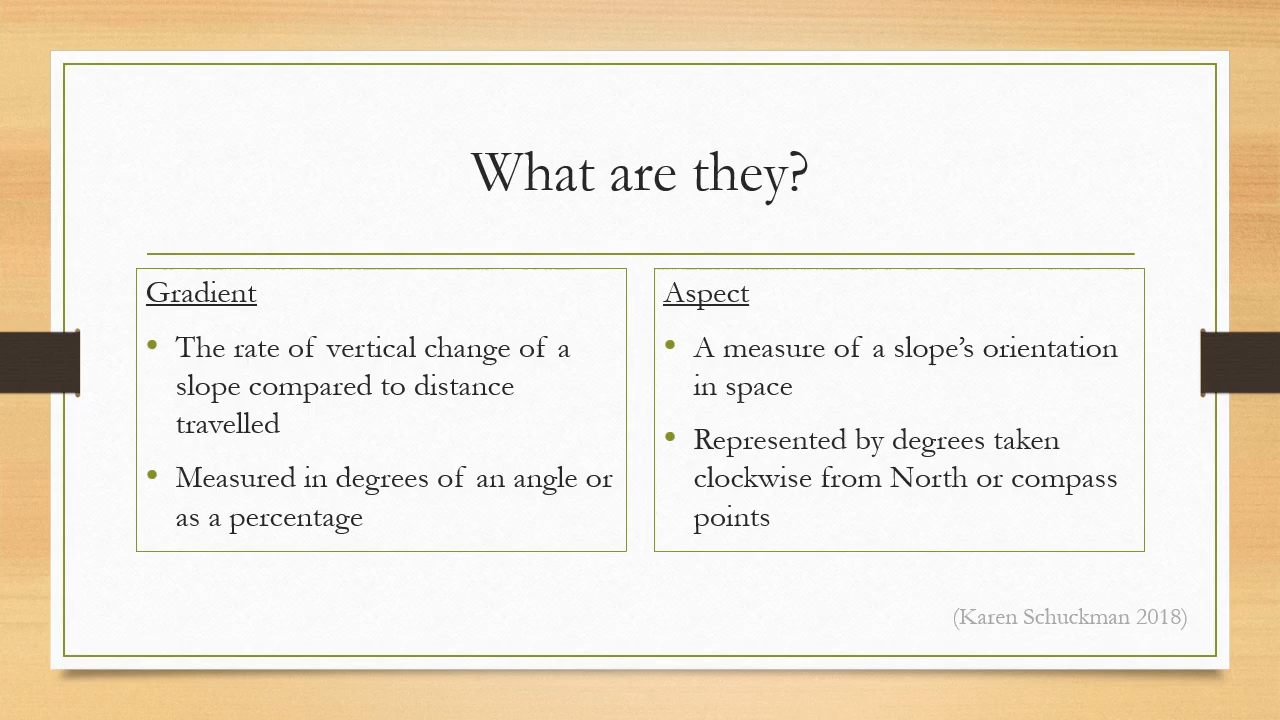 What are they?
Gradient
• The rate of vertical change of a
slope compared to distance
travelled
• Measured in degrees of an angle or
as a percentage
Aspect
• A measure of a slope’s orientation
in space
• Represented by degrees taken
clockwise from North or compass
points
(Karen Schuckman 2018)